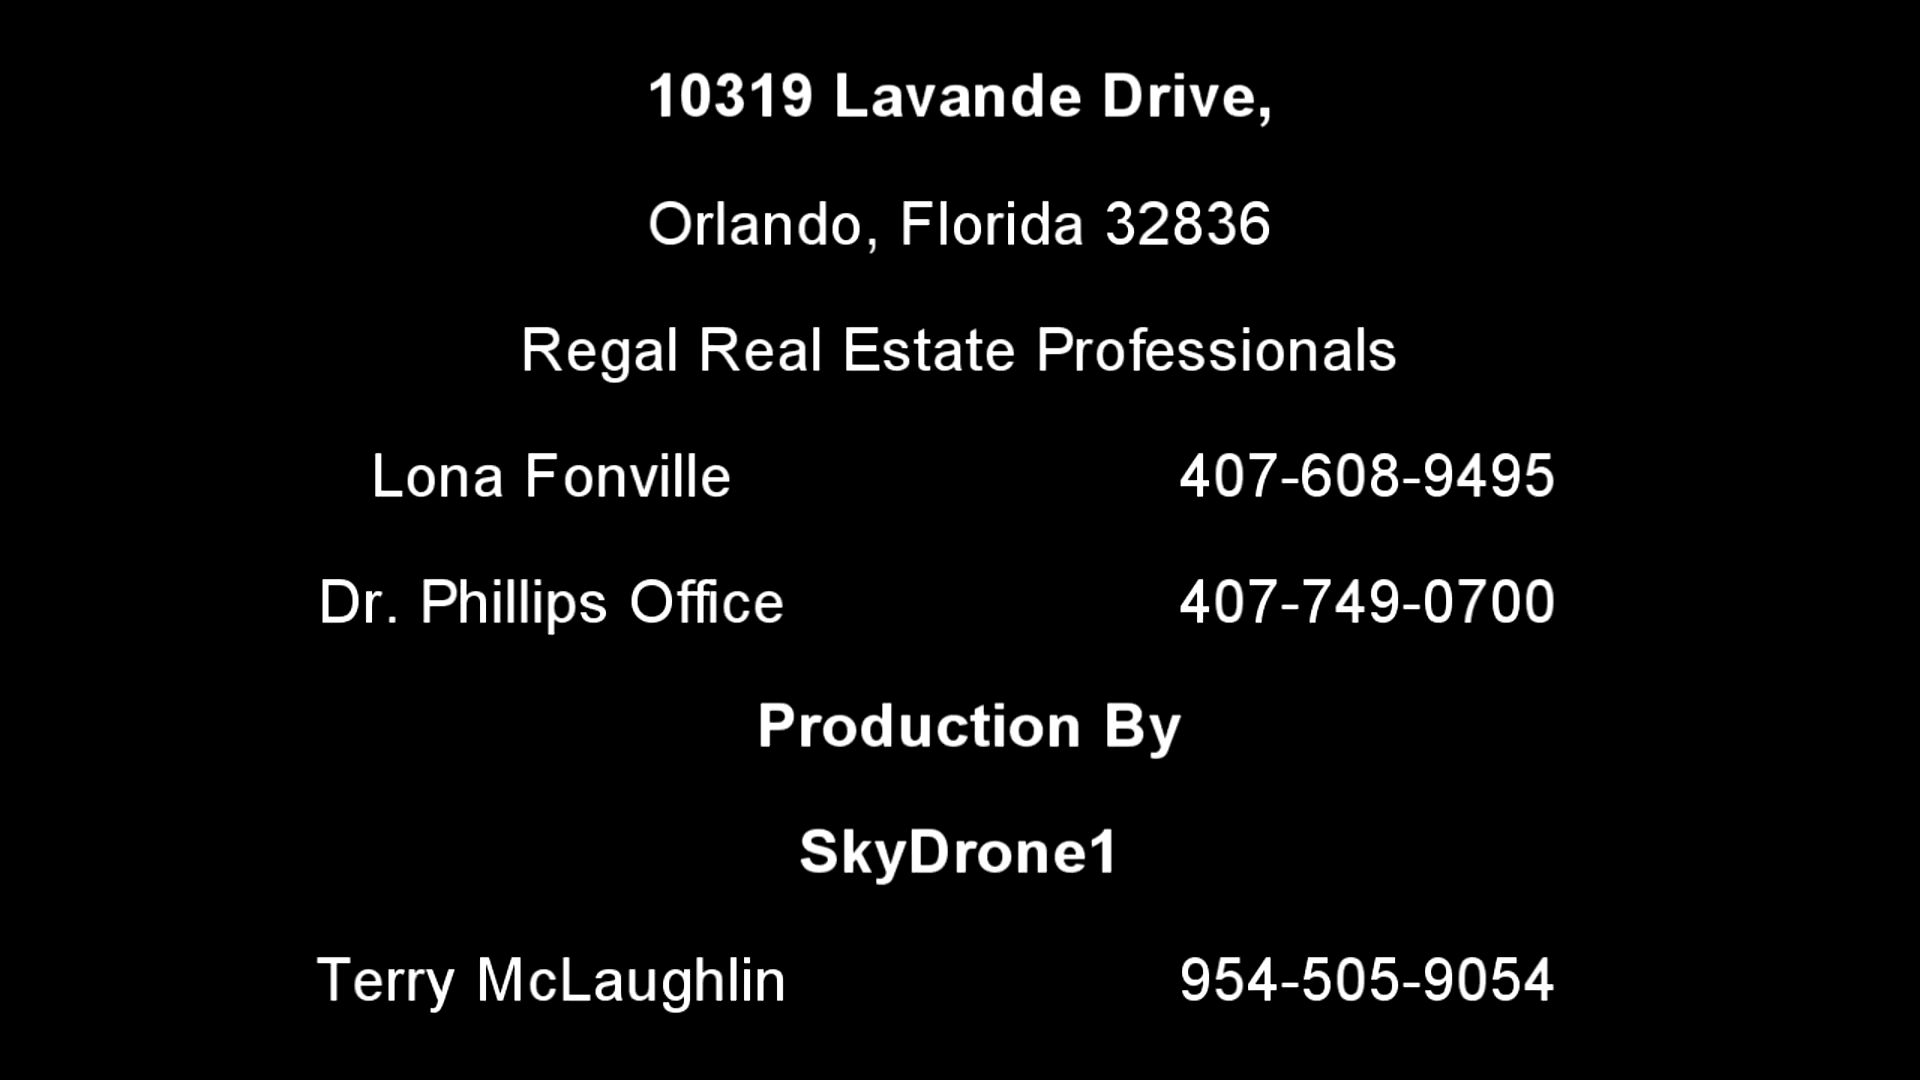 10319 Lavande Drive,
Orlando, Florida 32836
Regal Real Estate Professionals
Lona Fonville 407-608-9495
Dr. Phillips Office 407-749-0700
Production By
SkyDrone1
Terry McLaughlin 954-505-9054